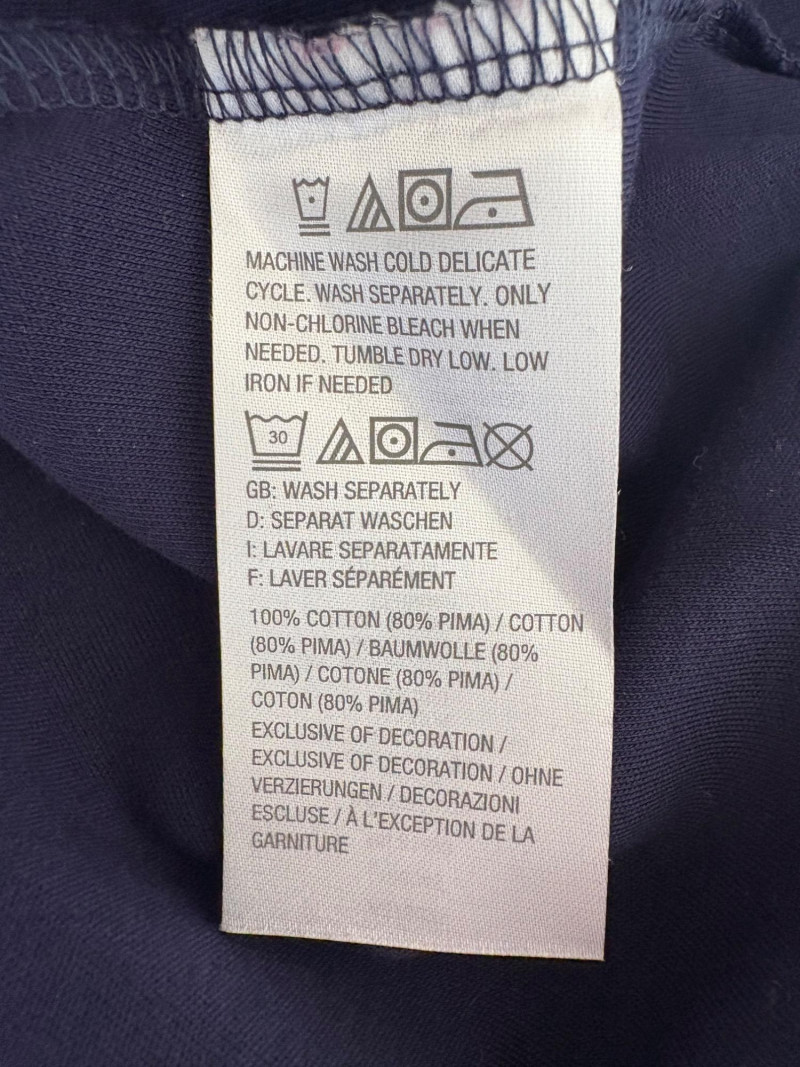 MACHINE WASH COLD DELICATE
CYCLE. WASH SEPARATELY. ONLY
NON-CHLORINE BLEACH WHEN
NEEDED. TUMBLE DRY LOW. LOW
IRON IF NEEDED
30
GB: WASH SEPARATELY
D: SEPARAT WASCHEN
I: LAVARE SEPARATAMENTE
F: LAVER SÉPARÉMENT
100% COTTON (80% PIMA) / COTTON
(80% PIMA) / BAUMWOLLE (80%
PIMA) / COTONE (80% PIMA) /
COTON (80% PIMA)
EXCLUSIVE OF DECORATION /
EXCLUSIVE OF DECORATION / OHNE
VERZIERUNGEN / DECORAZIONI
ESCLUSE / À L'EXCEPTION DE LA
GARNITURE